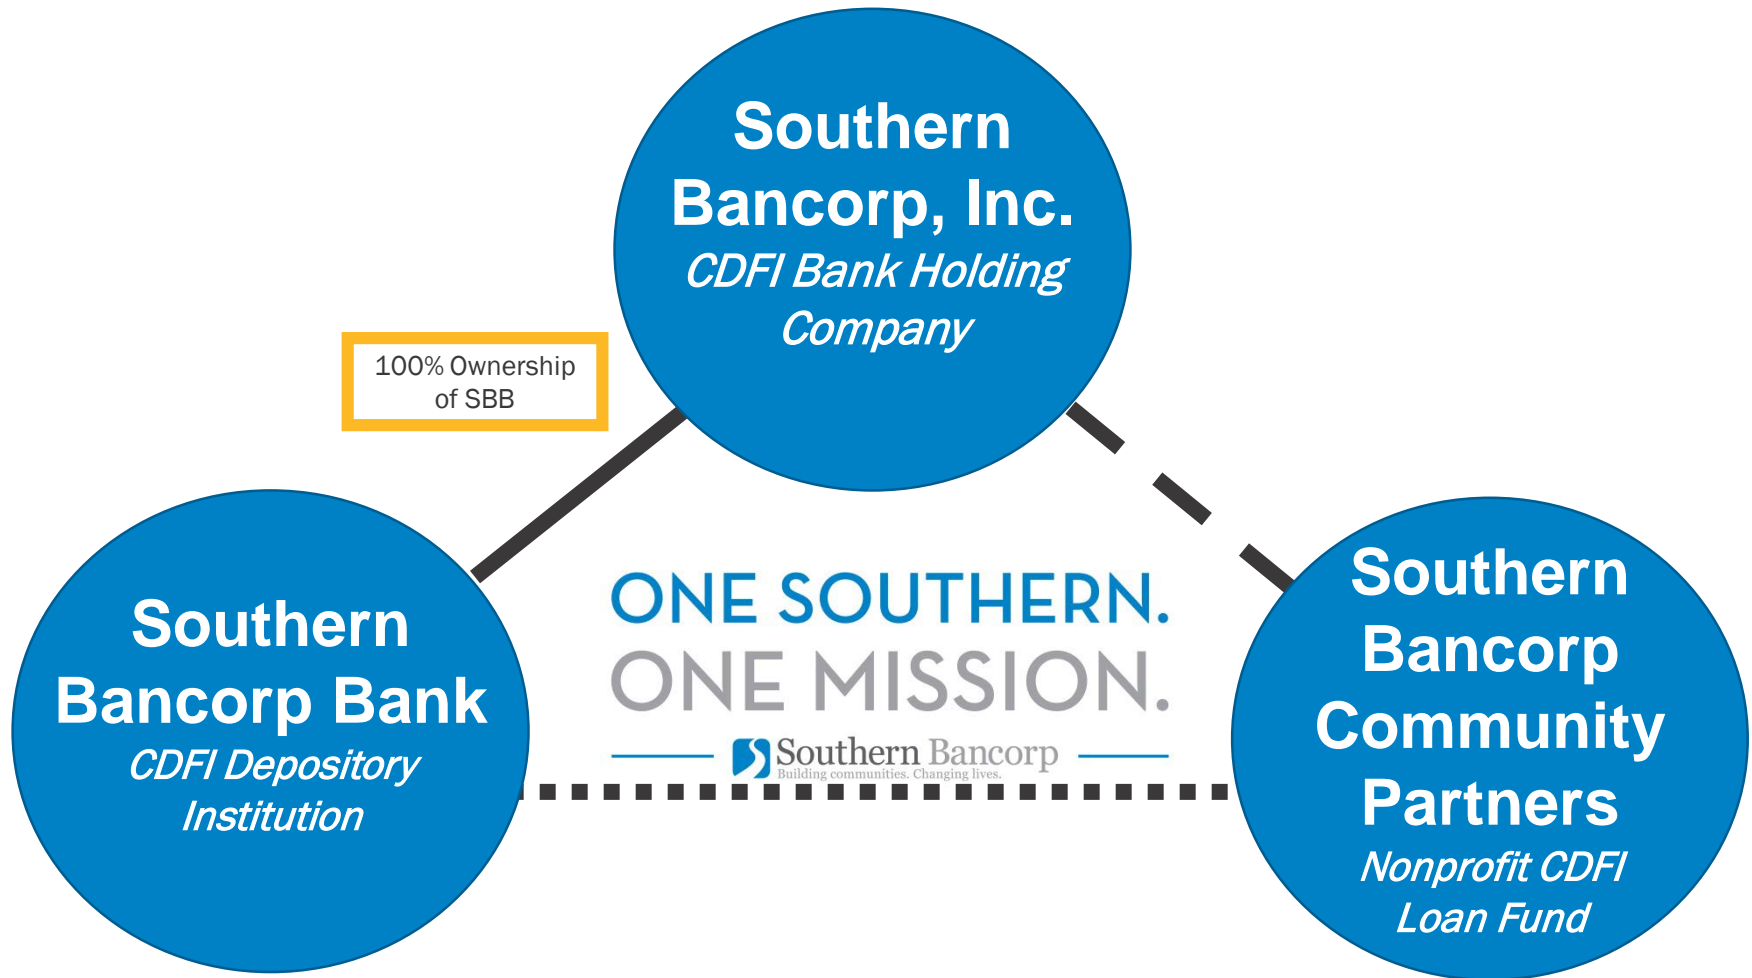 Southern
Bancorp, Inc.
CDFI Bank Holding
Company
100% Ownership
of SBB
Southern
Bancorp Bank
CDFI Depository
Institution
ONE SOUTHERN.
ONE MISSION.
Southern Bancorp
Building communities. Changing lives.
Southern
Bancorp
Community
Partners
Nonprofit CDFI
Loan Fund